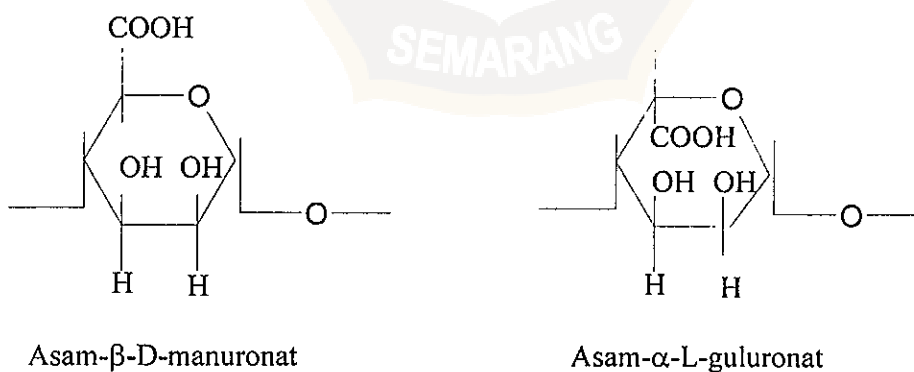 SEMARANG
COOH
O
OH OH
O
H H
Asam-β-D-manuronat
O
COOH
OH OH
O
H H
Asam-α-L-guluronat